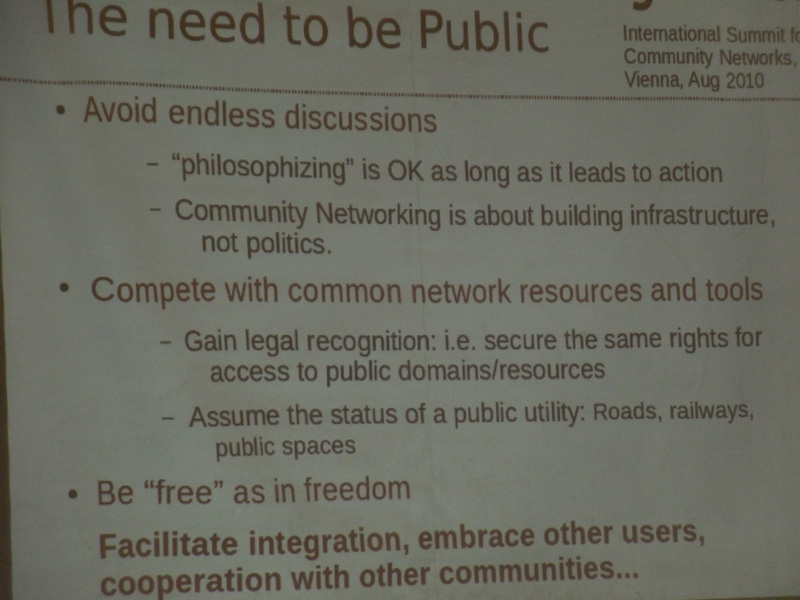 The need to be Public
International Summit
Community Networks,
Vienna, Aug 2010
• Avoid endless discussions
– “philosophizing” is OK as long as it leads to action
– Community Networking is about building infrastructure,
not politics.
• Compete with common network resources and tools
– Gain legal recognition: i.e. secure the same rights for
access to public domains/resources
– Assume the status of a public utility: Roads, railways,
public spaces
• Be “free” as in freedom
Facilitate integration, embrace other users,
cooperation with other communities...